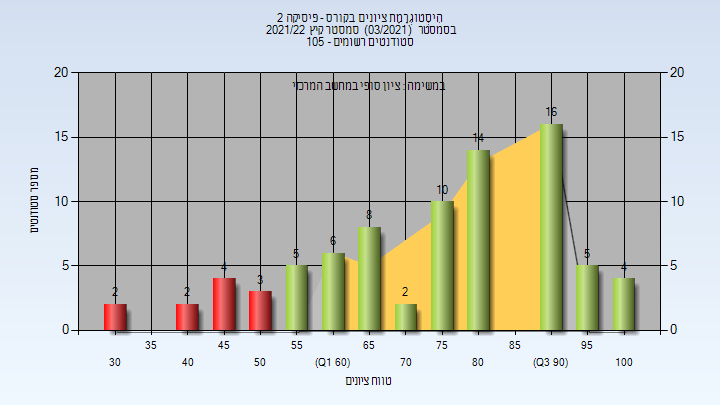 היסטוגרמת ציונים בקורס - פיסיקה 2
בסמסטר (03/2021) סמסטר קיץ 2021/22
סטודנטים רשומים - 105
במשימה : ציון סופי במחשב המרכזי
מספר סטודנטים
20 20
15 15
10 10
5 5
0 0
2 2 4 3 5 6 8 2 10 14 16 5 4
35 45 55 65 75 85 95
30 40 50 (Q1 60) 70 80 (Q3 90) 100
טווח ציונים